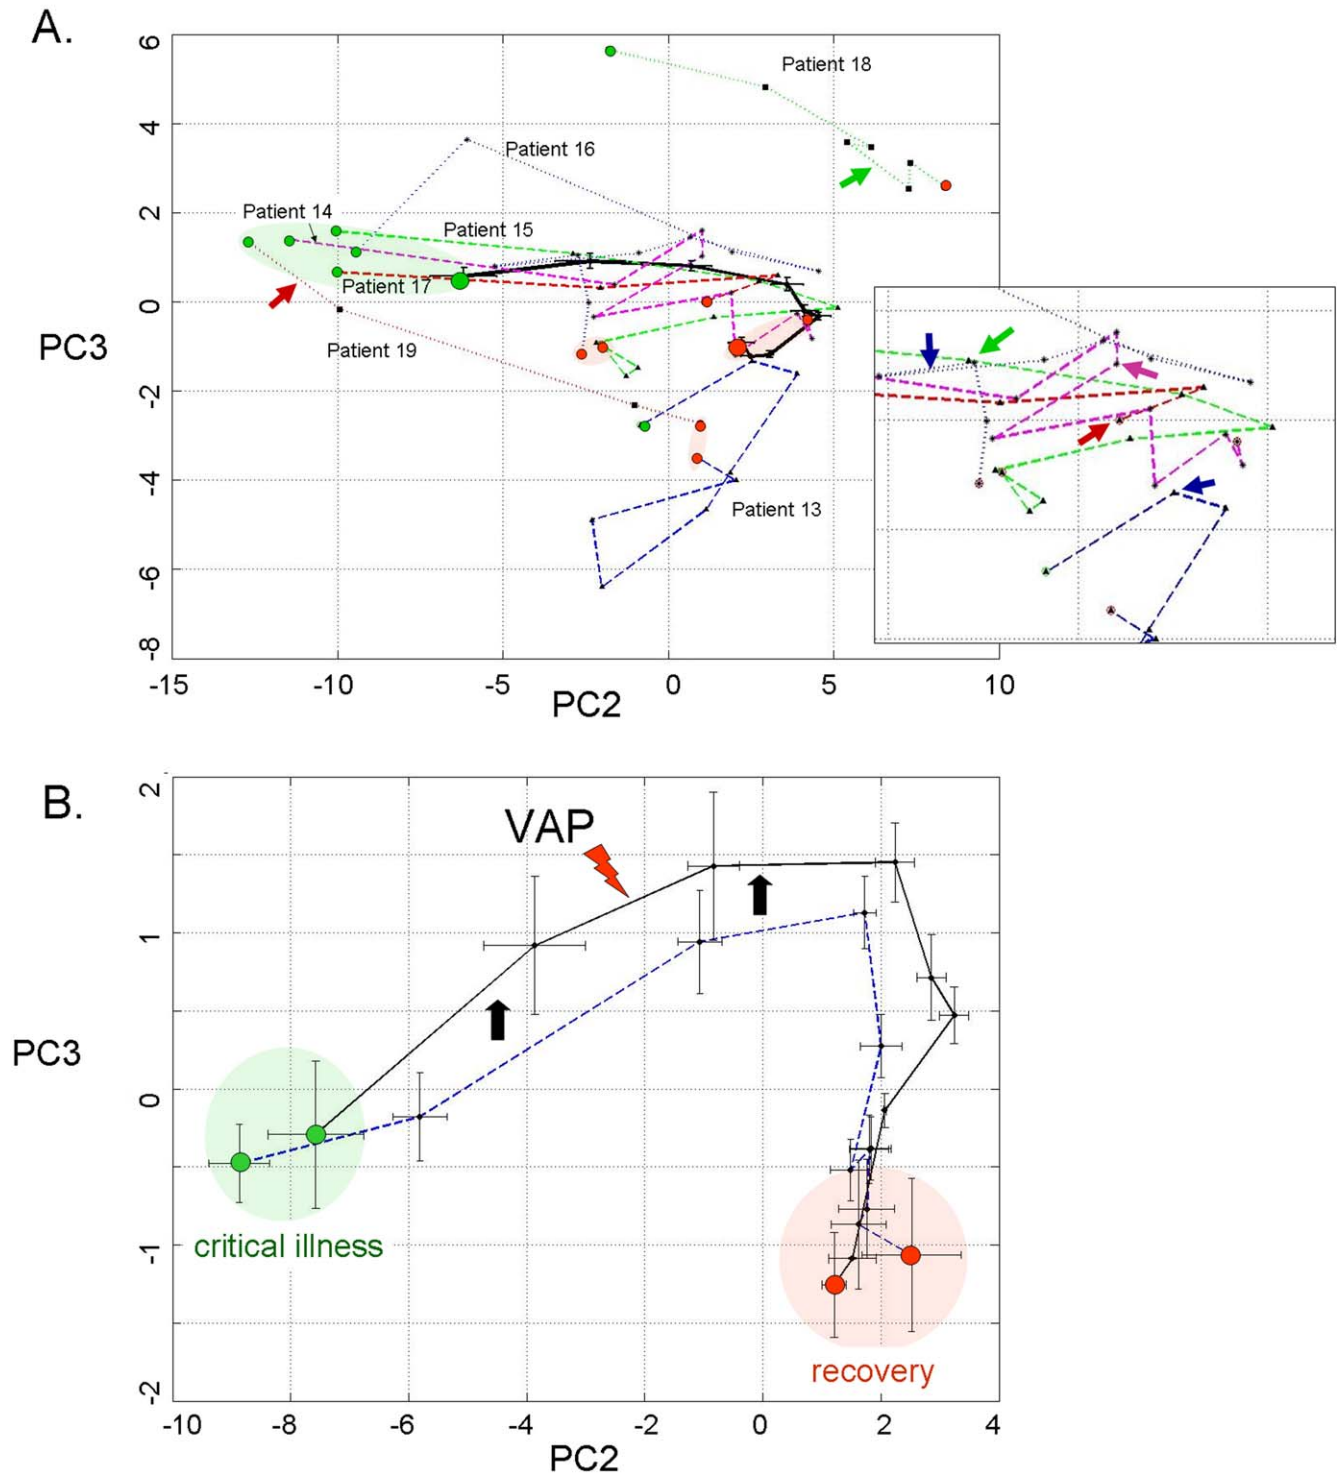 A.
6
Patient 18
4
Patient 16
Patient 14
2
Patient 15
Patient 17
0
PC3
Patient 19
-2
-4
Patient 13
-6
-8
-15 -10 -5 0 5 10
PC2
B.
2
VAP
1
PC3
0
critical illness
-1
recovery
-2
-10 -8 -6 -4 -2 0 2 4
PC2